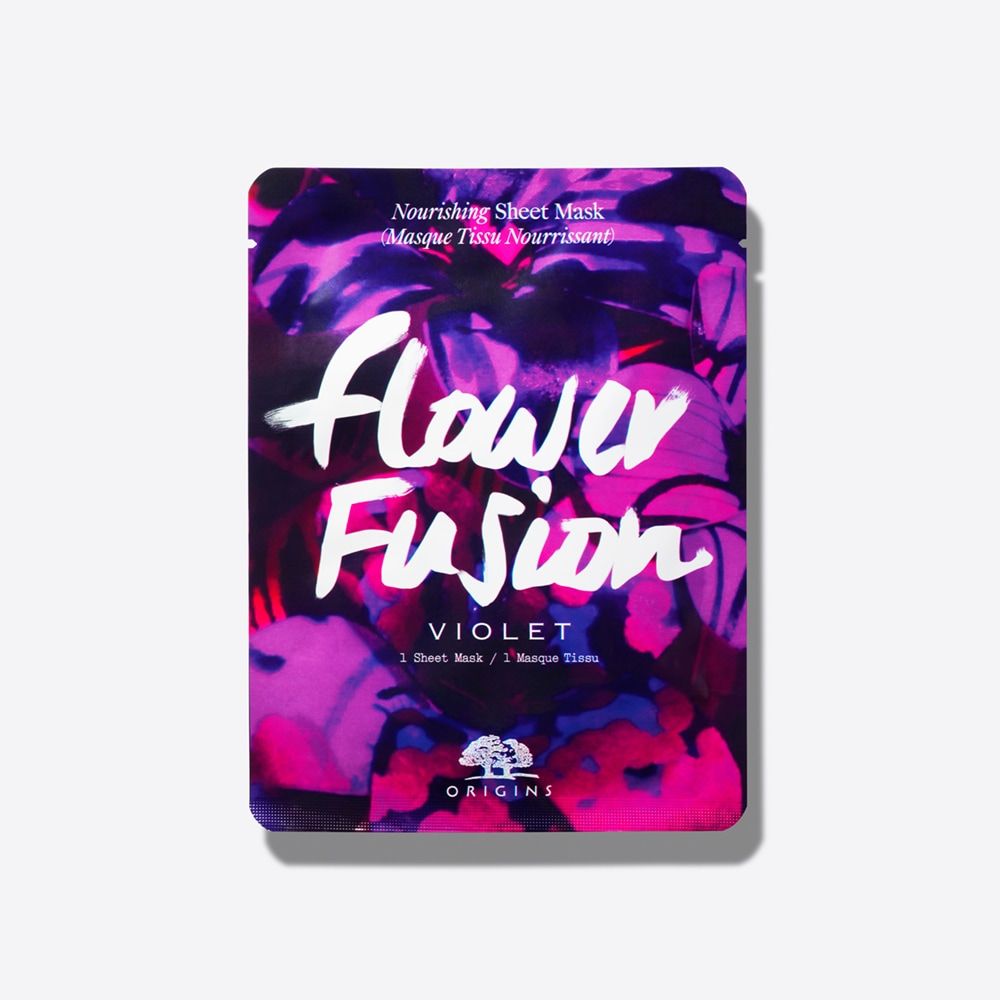 Nourishing Sheet Mask
(Masque Tissu Nourrissant)
flower
Fusion
VIOLET
1 Sheet Mask / 1 Masque Tissu
ORIGINS